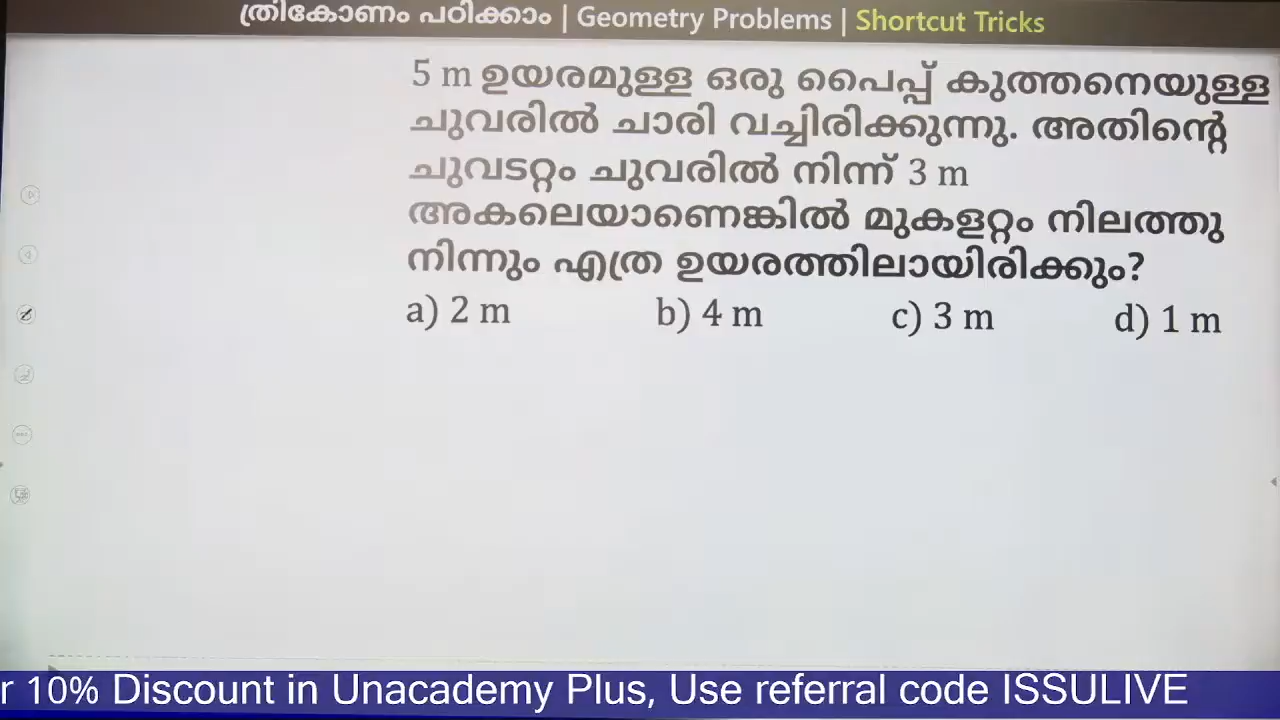 ത്രികോണം പഠിക്കാം | Geometry Problems | Shortcut Tricks
5 m ഉയരമുള്ള ഒരു പൈപ്പ് കുത്തനെയുള്ള
ചുവരിൽ ചാരി വച്ചിരിക്കുന്നു. അതിന്റെ
ചുവടറ്റം ചുവരിൽ നിന്ന് 3 m
അകലെയാണെങ്കിൽ മുകളറ്റം നിലത്തു
നിന്നും എത്ര ഉയരത്തിലായിരിക്കും?
a) 2 m b) 4 m c) 3 m d) 1 m
r 10% Discount in Unacademy Plus, Use referral code ISSULIVE